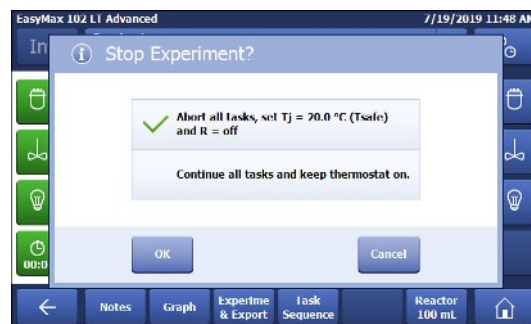 EasyMax 102 LT Advanced 7/19/2019 11:48 AM
Stop Experiment?
Abort all tasks, set Tj = 20.0 °C (Tsafe)
and R = off
Continue all tasks and keep thermostat on.
OK Cancel
Notes Graph Experime
& Export Task
Sequence Reactor
100 mL